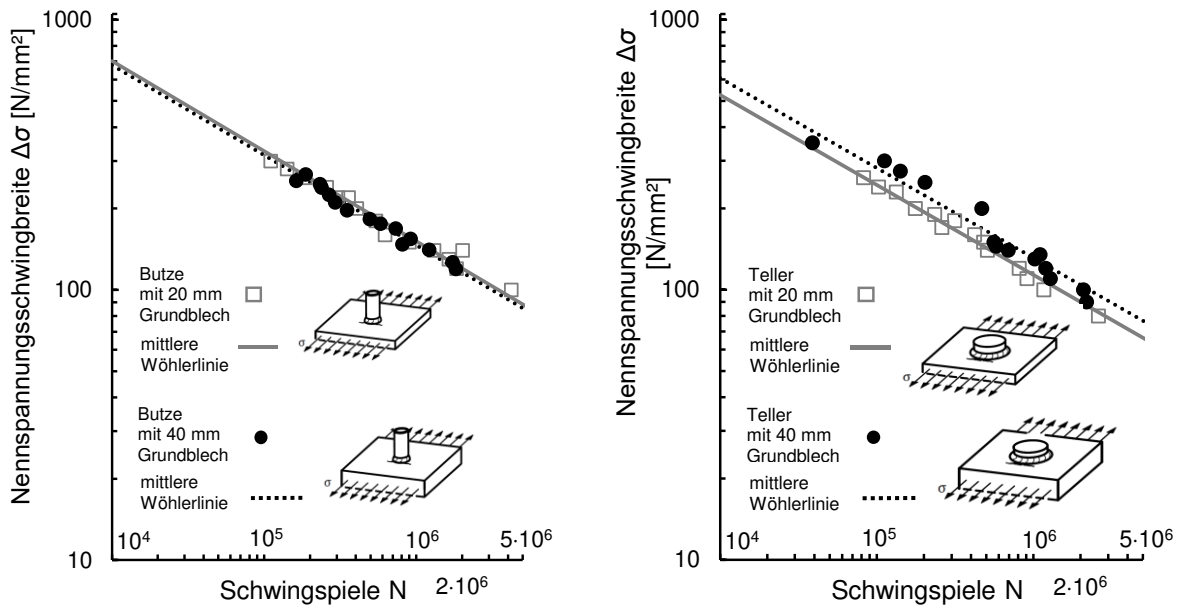 Nennspannungsschwingbreite Δσ [N/mm²]
1000
100
10
Butze
mit 20 mm
Grundblech
mittlere
Wöhlerlinie
σ
Butze
mit 40 mm
Grundblech
mittlere
Wöhlerlinie
σ
10⁴
10⁵
10⁶
5·10⁶
Schwingspiele N
2·10⁶
Nennspannungsschwingbreite Δσ
[N/mm²]
1000
100
10
Teller
mit 20 mm
Grundblech
mittlere
Wöhlerlinie
σ
Teller
mit 40 mm
Grundblech
mittlere
Wöhlerlinie
σ
10⁴
10⁵
10⁶
5·10⁶
Schwingspiele N
2·10⁶